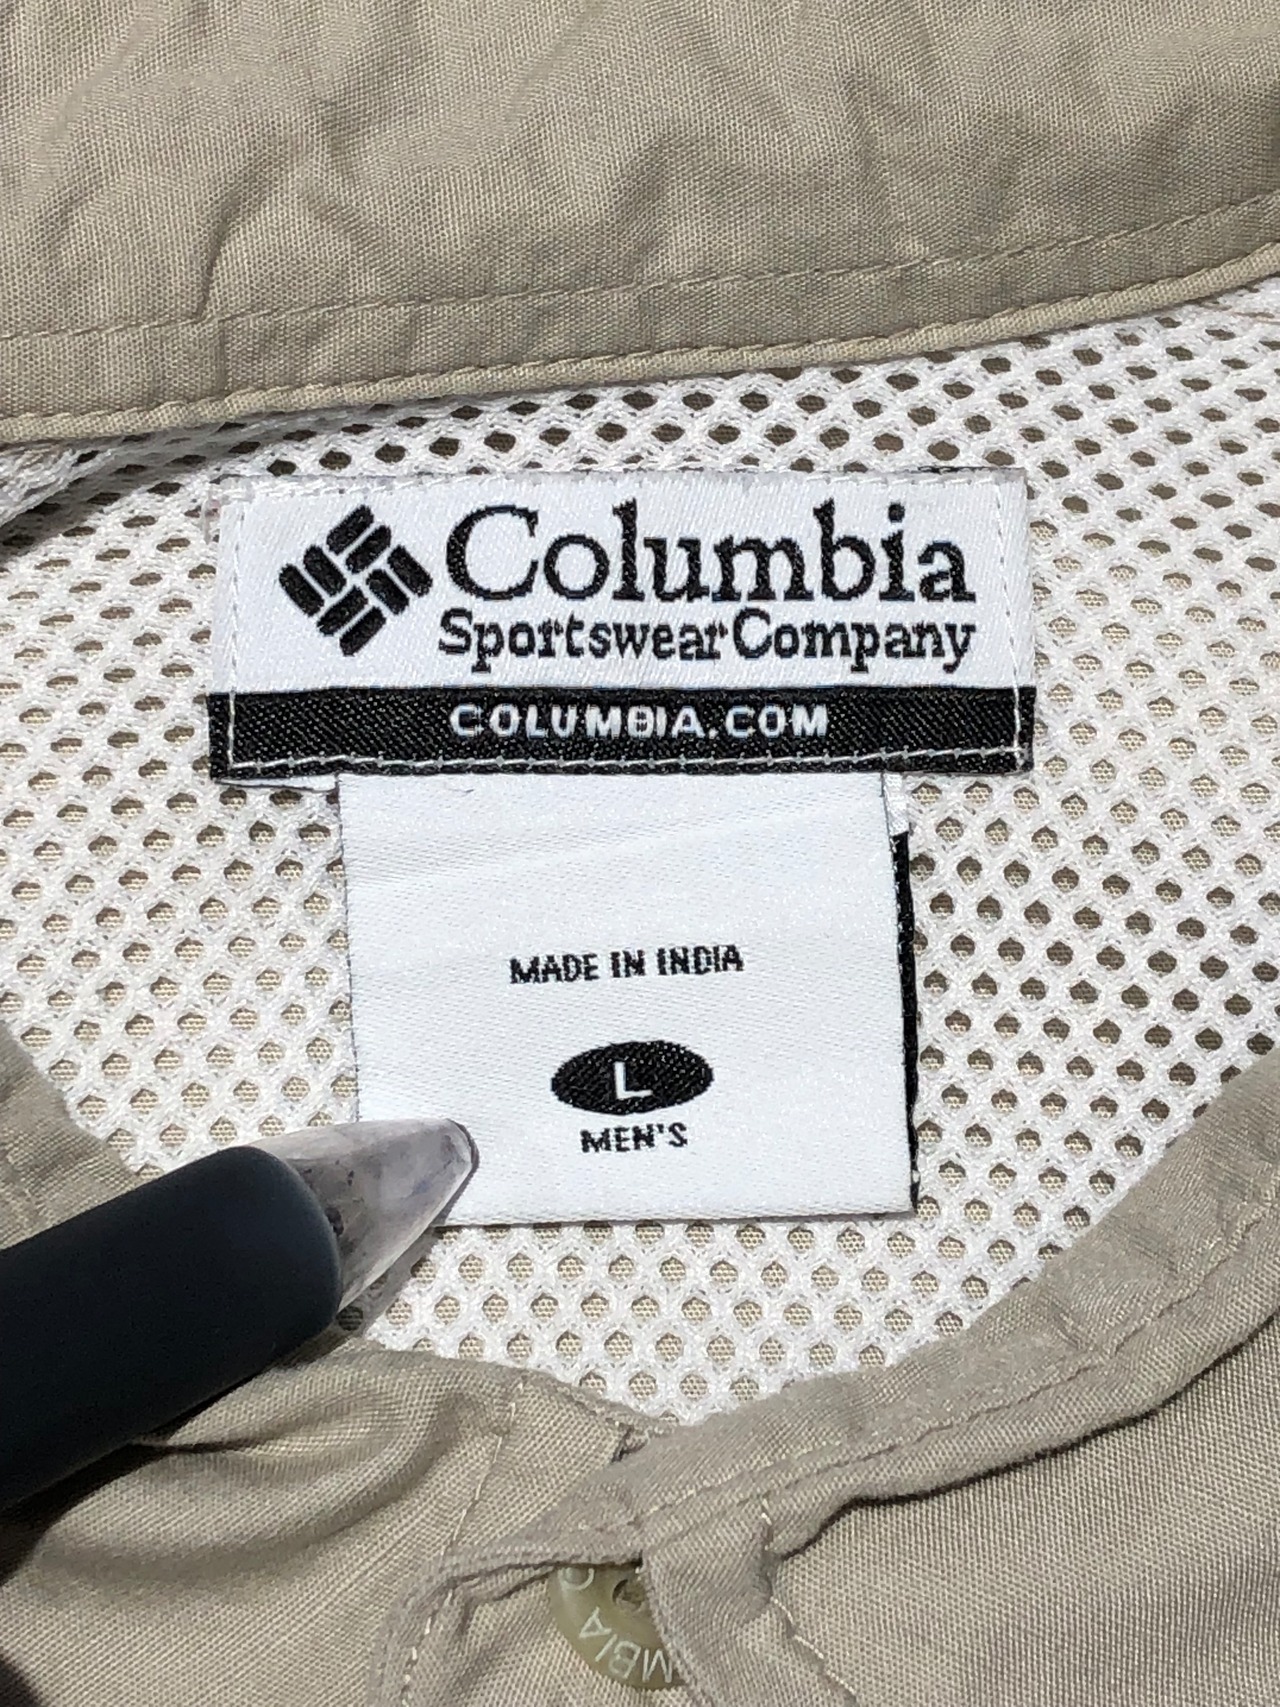 Columbia
Sportswear Company
COLUMBIA.COM
MADE IN INDIA
L
MEN'S